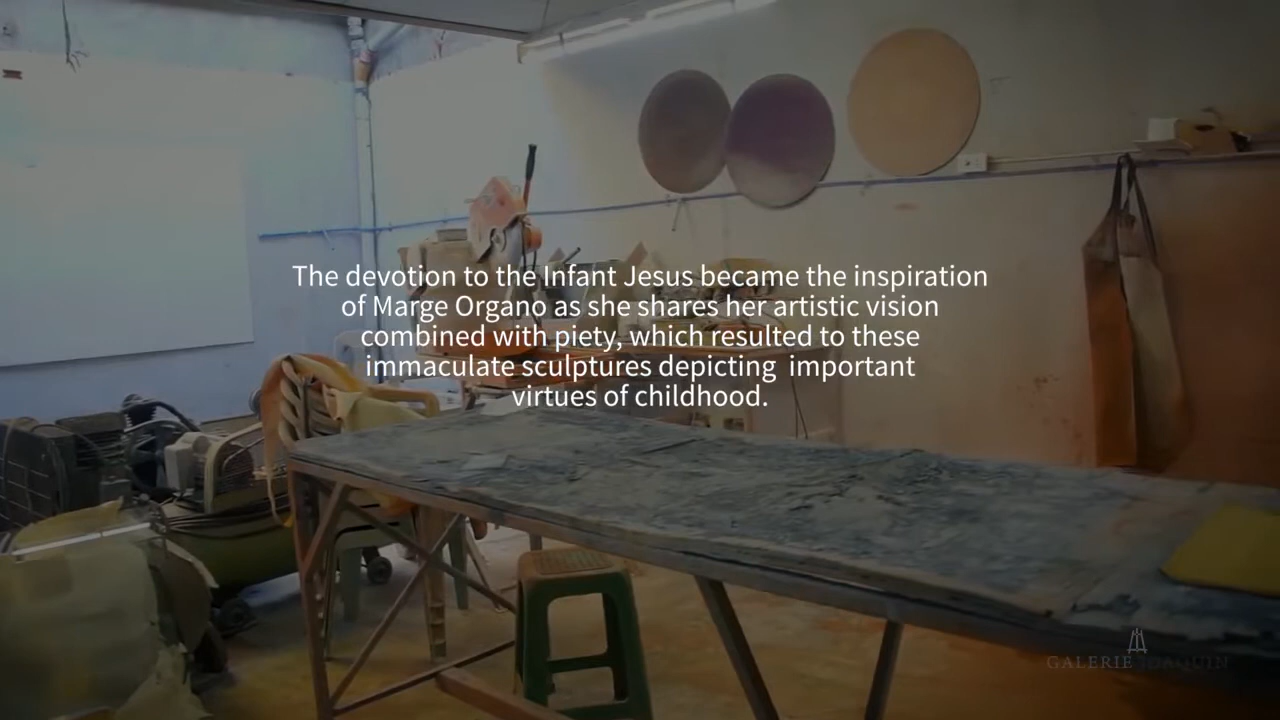 The devotion to the Infant Jesus became the inspiration
of Marge Organo as she shares her artistic vision
combined with piety, which resulted to these
immaculate sculptures depicting  important
virtues of childhood.
GALERIE JOAQUIN